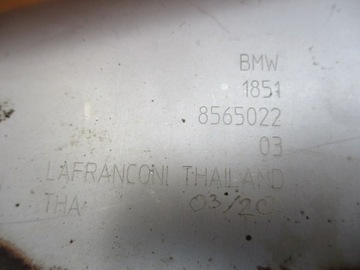 BMW
1851
8565022
03
LAFRANCONI THAILAND
THA 03/20